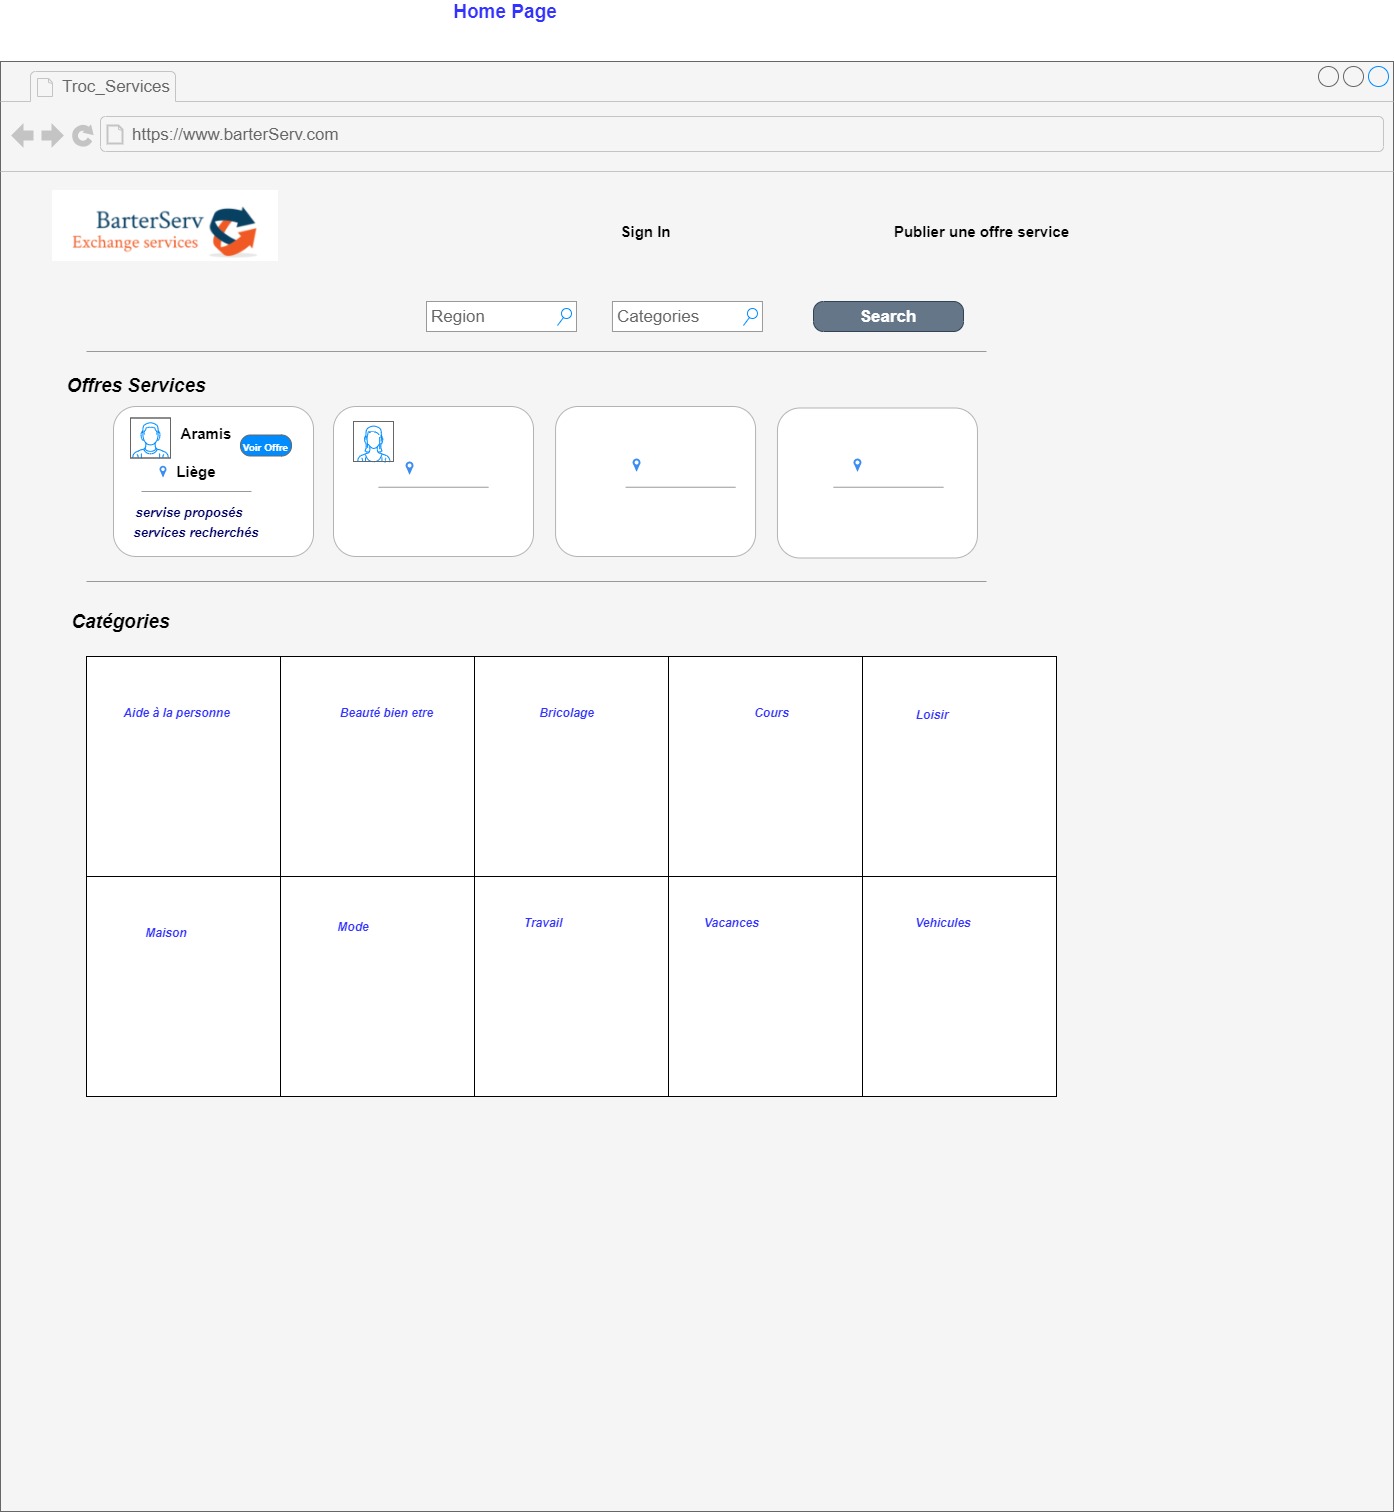 Home Page
Troc_Services
https://www.barterServ.com
BarterServ
Exchange services
Sign In
Publier une offre service
Region
Categories
Search
Offres Services
Aramis
Voir Offre
Liège
servise proposés
services recherchés
Catégories
Aide à la personne
Beauté bien etre
Bricolage
Cours
Loisir
Maison
Mode
Travail
Vacances
Vehicules